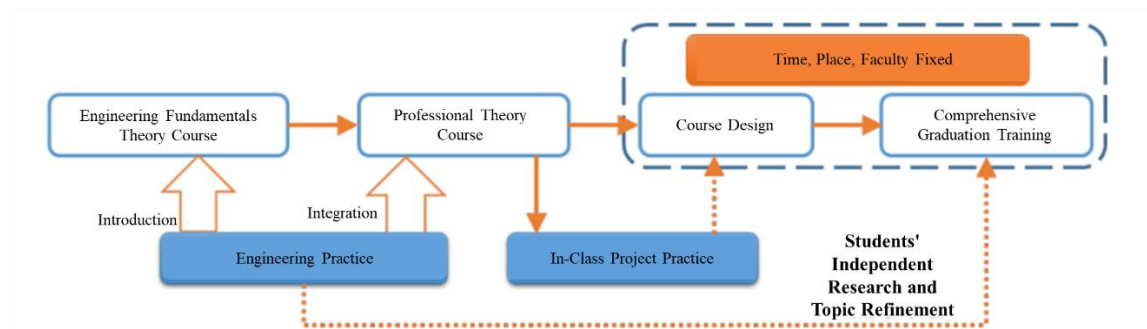 Time, Place, Faculty Fixed
Engineering Fundamentals
Theory Course
Professional Theory
Course
Course Design
Comprehensive
Graduation Training
Introduction
Integration
Engineering Practice
In-Class Project Practice
Students'
Independent
Research and
Topic Refinement